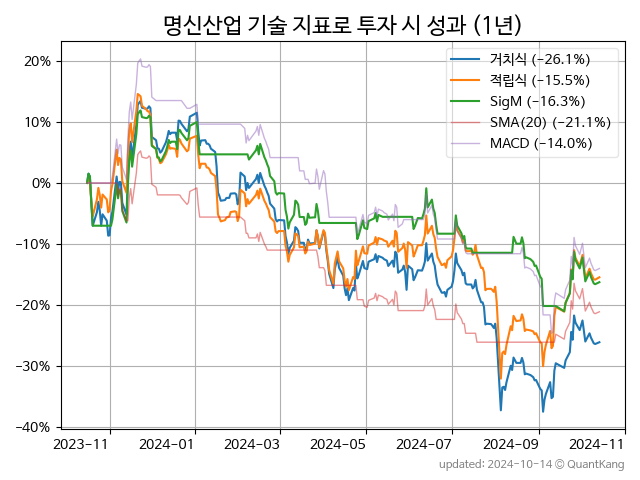 명신산업 기술 지표로 투자 시 성과 (1년)
거치식 (−26.1%)
적립식 (−15.5%)
SigM (−16.3%)
SMA(20) (−21.1%)
MACD (−14.0%)
20%
10%
0%
−10%
−20%
−30%
−40%
2023-11 2024-01 2024-03 2024-05 2024-07 2024-09 2024-11
updated: 2024-10-14 © QuantKang